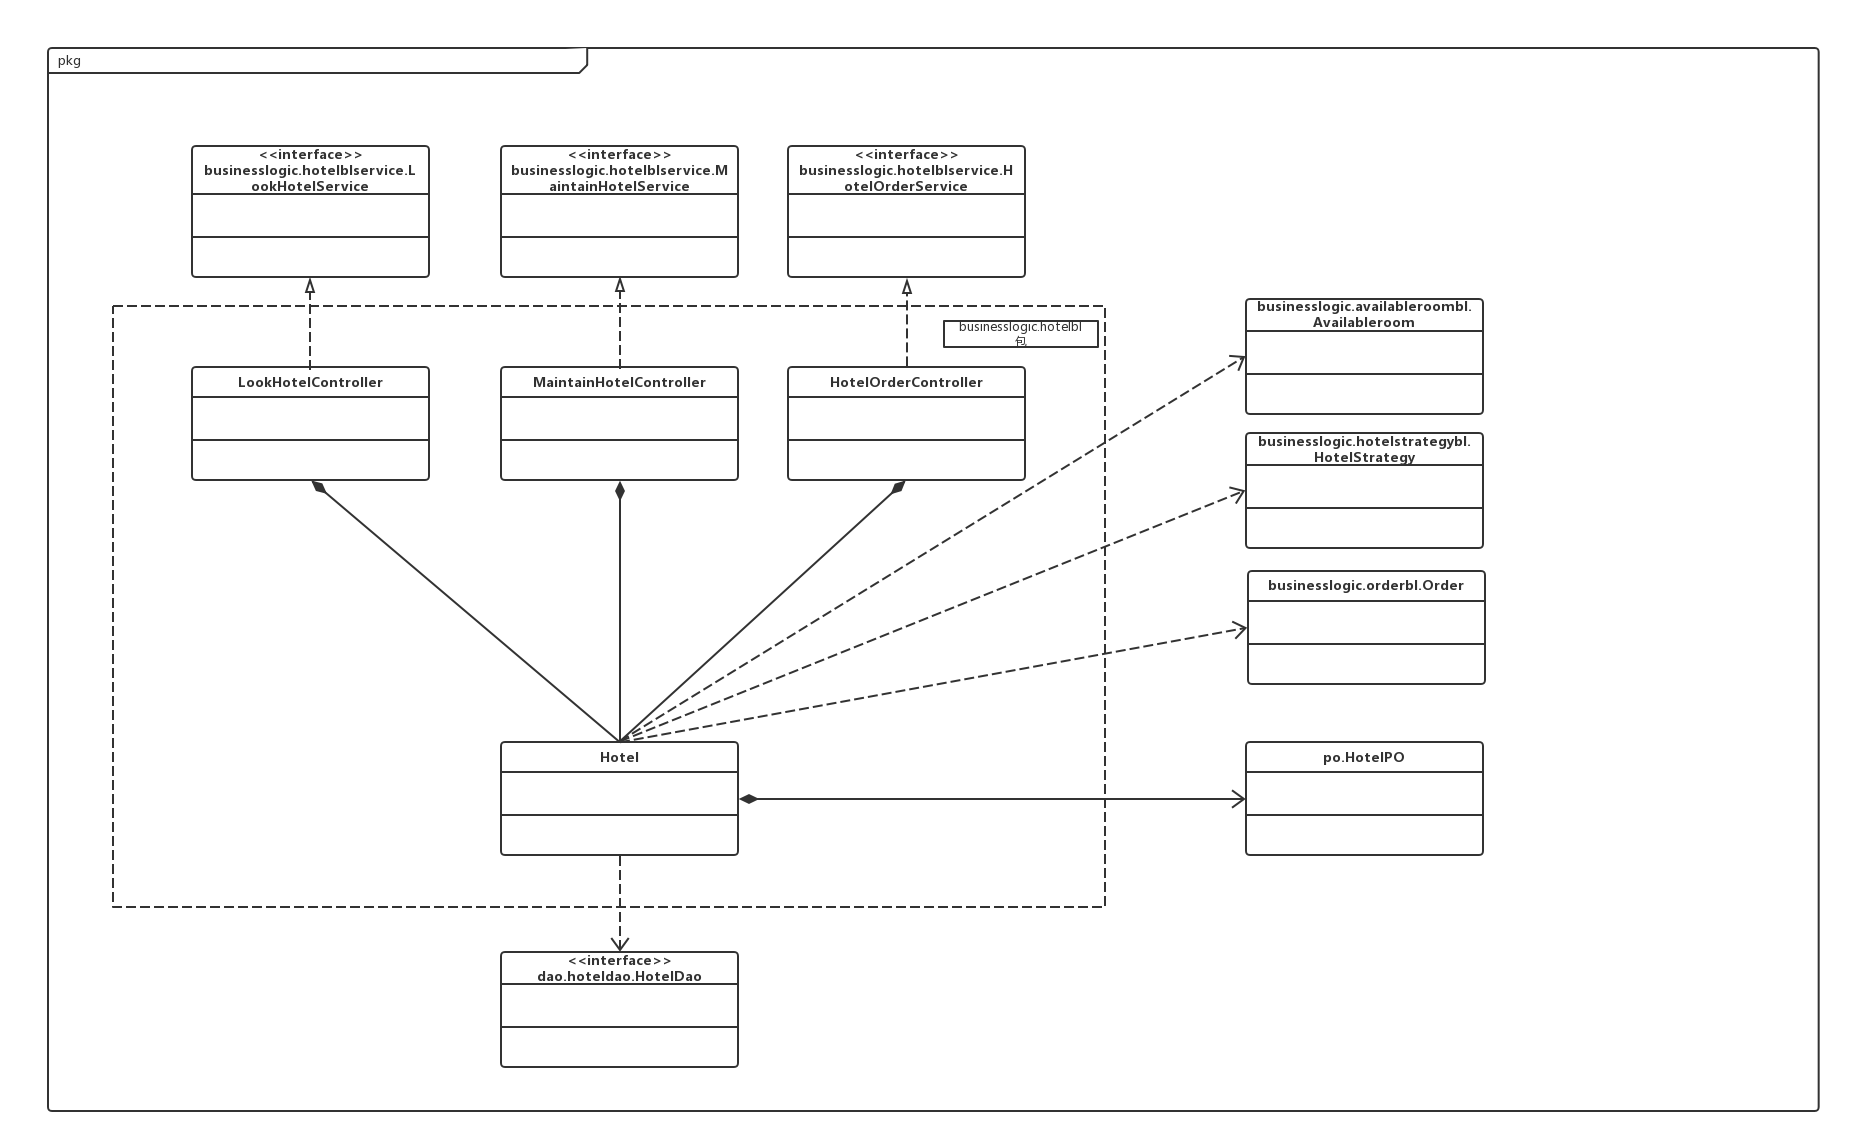 pkg
<<interface>>
businesslogic.hotelblservice.L
ookHotelService
<<interface>>
businesslogic.hotelblservice.M
aintainHotelService
<<interface>>
businesslogic.hotelblservice.H
otelOrderService
businesslogic.hotelbl
包
businesslogic.availableroombl.
Availableroom
LookHotelController
MaintainHotelController
HotelOrderController
businesslogic.hotelstrategybl.
HotelStrategy
businesslogic.orderbl.Order
Hotel
po.HotelPO
<<interface>>
dao.hoteldao.HotelDao